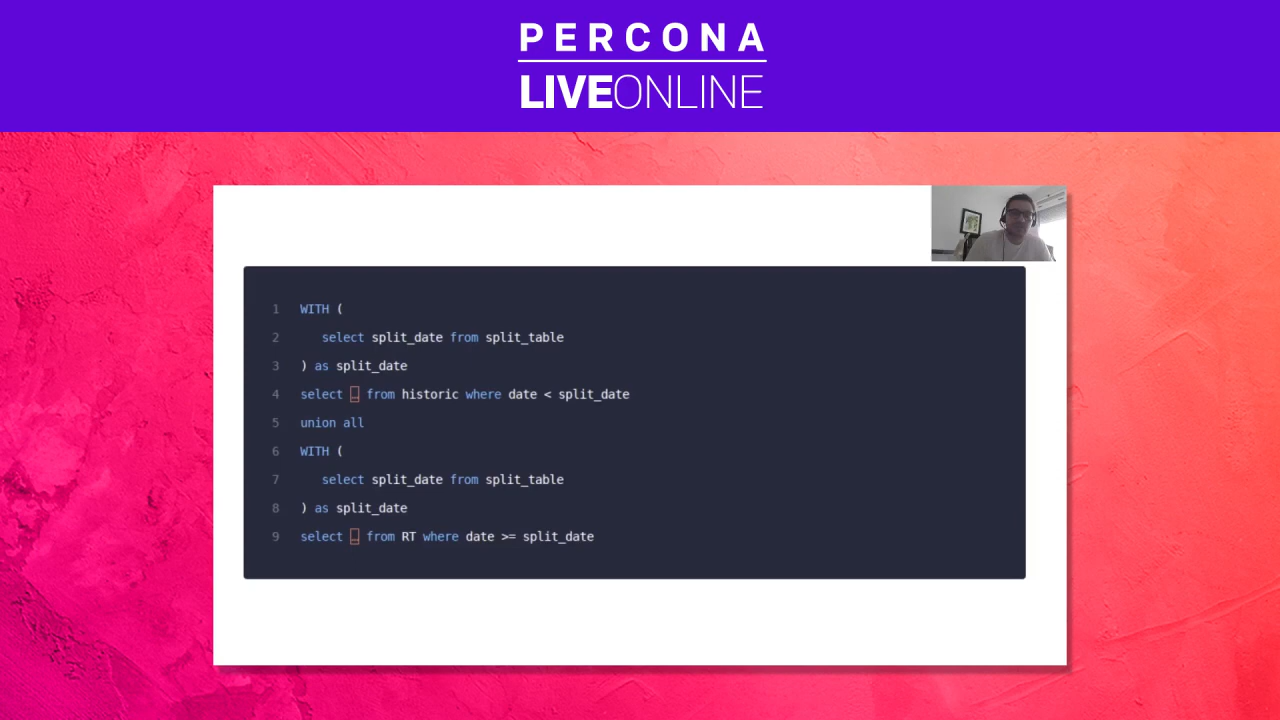 PERCONA
LIVEONLINE
1 WITH (
2 select split_date from split_table
3 ) as split_date
4 select … from historic where date < split_date
5 union all
6 WITH (
7 select split_date from split_table
8 ) as split_date
9 select … from RT where date >= split_date